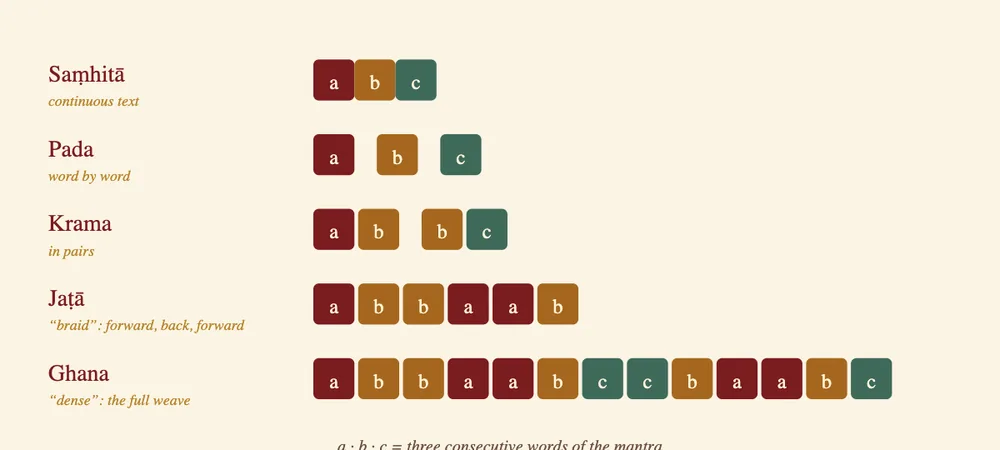 Saṃhitā
continuous text
a b c
Pada
word by word
a b c
Krama
in pairs
a b b c
Jaṭā
“braid”: forward, back, forward
a b b a a b
Ghana
“dense”: the full weave
a b b a a b c c b a a b c
a · b · c = three consecutive words of the mantra